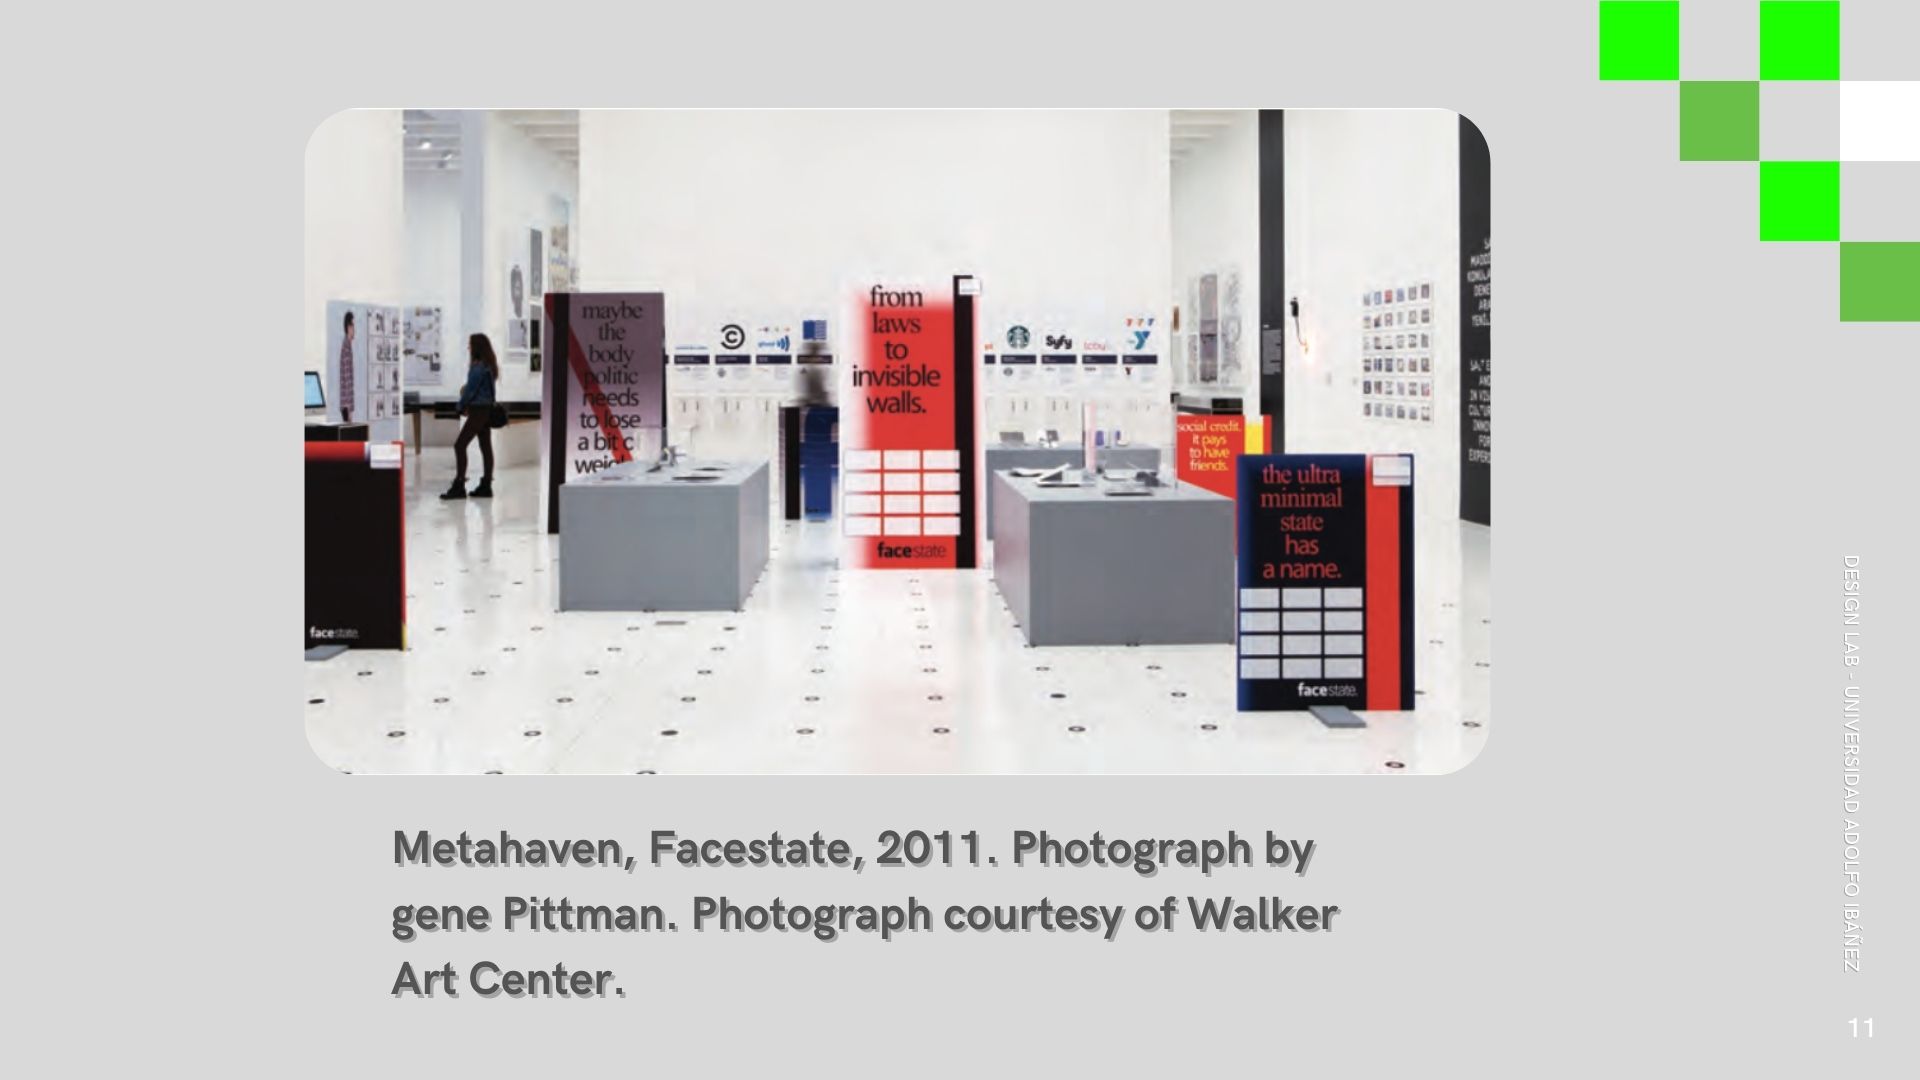 maybe
the
body
politic
needs
to lose
a bit
from
laws
to
invisible
walls.
facestate
Syfy
social credit.
it pays
to have
friends.
the ultra
minimal
state
has
a name.
facestate.
facestate.
Metahaven, Facestate, 2011. Photograph by
gene Pittman. Photograph courtesy of Walker
Art Center.
DESIGN LAB - UNIVERSIDAD ADOLFO IBÁÑEZ
11